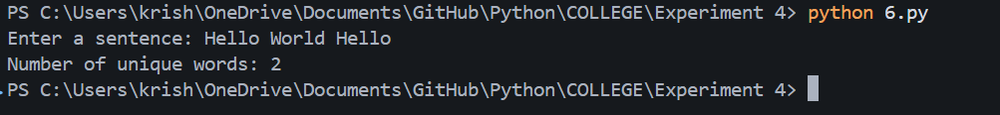 PS C:\Users\krish\OneDrive\Documents\GitHub\Python\COLLEGE\Experiment 4> python 6.py
Enter a sentence: Hello World Hello
Number of unique words: 2
PS C:\Users\krish\OneDrive\Documents\GitHub\Python\COLLEGE\Experiment 4>